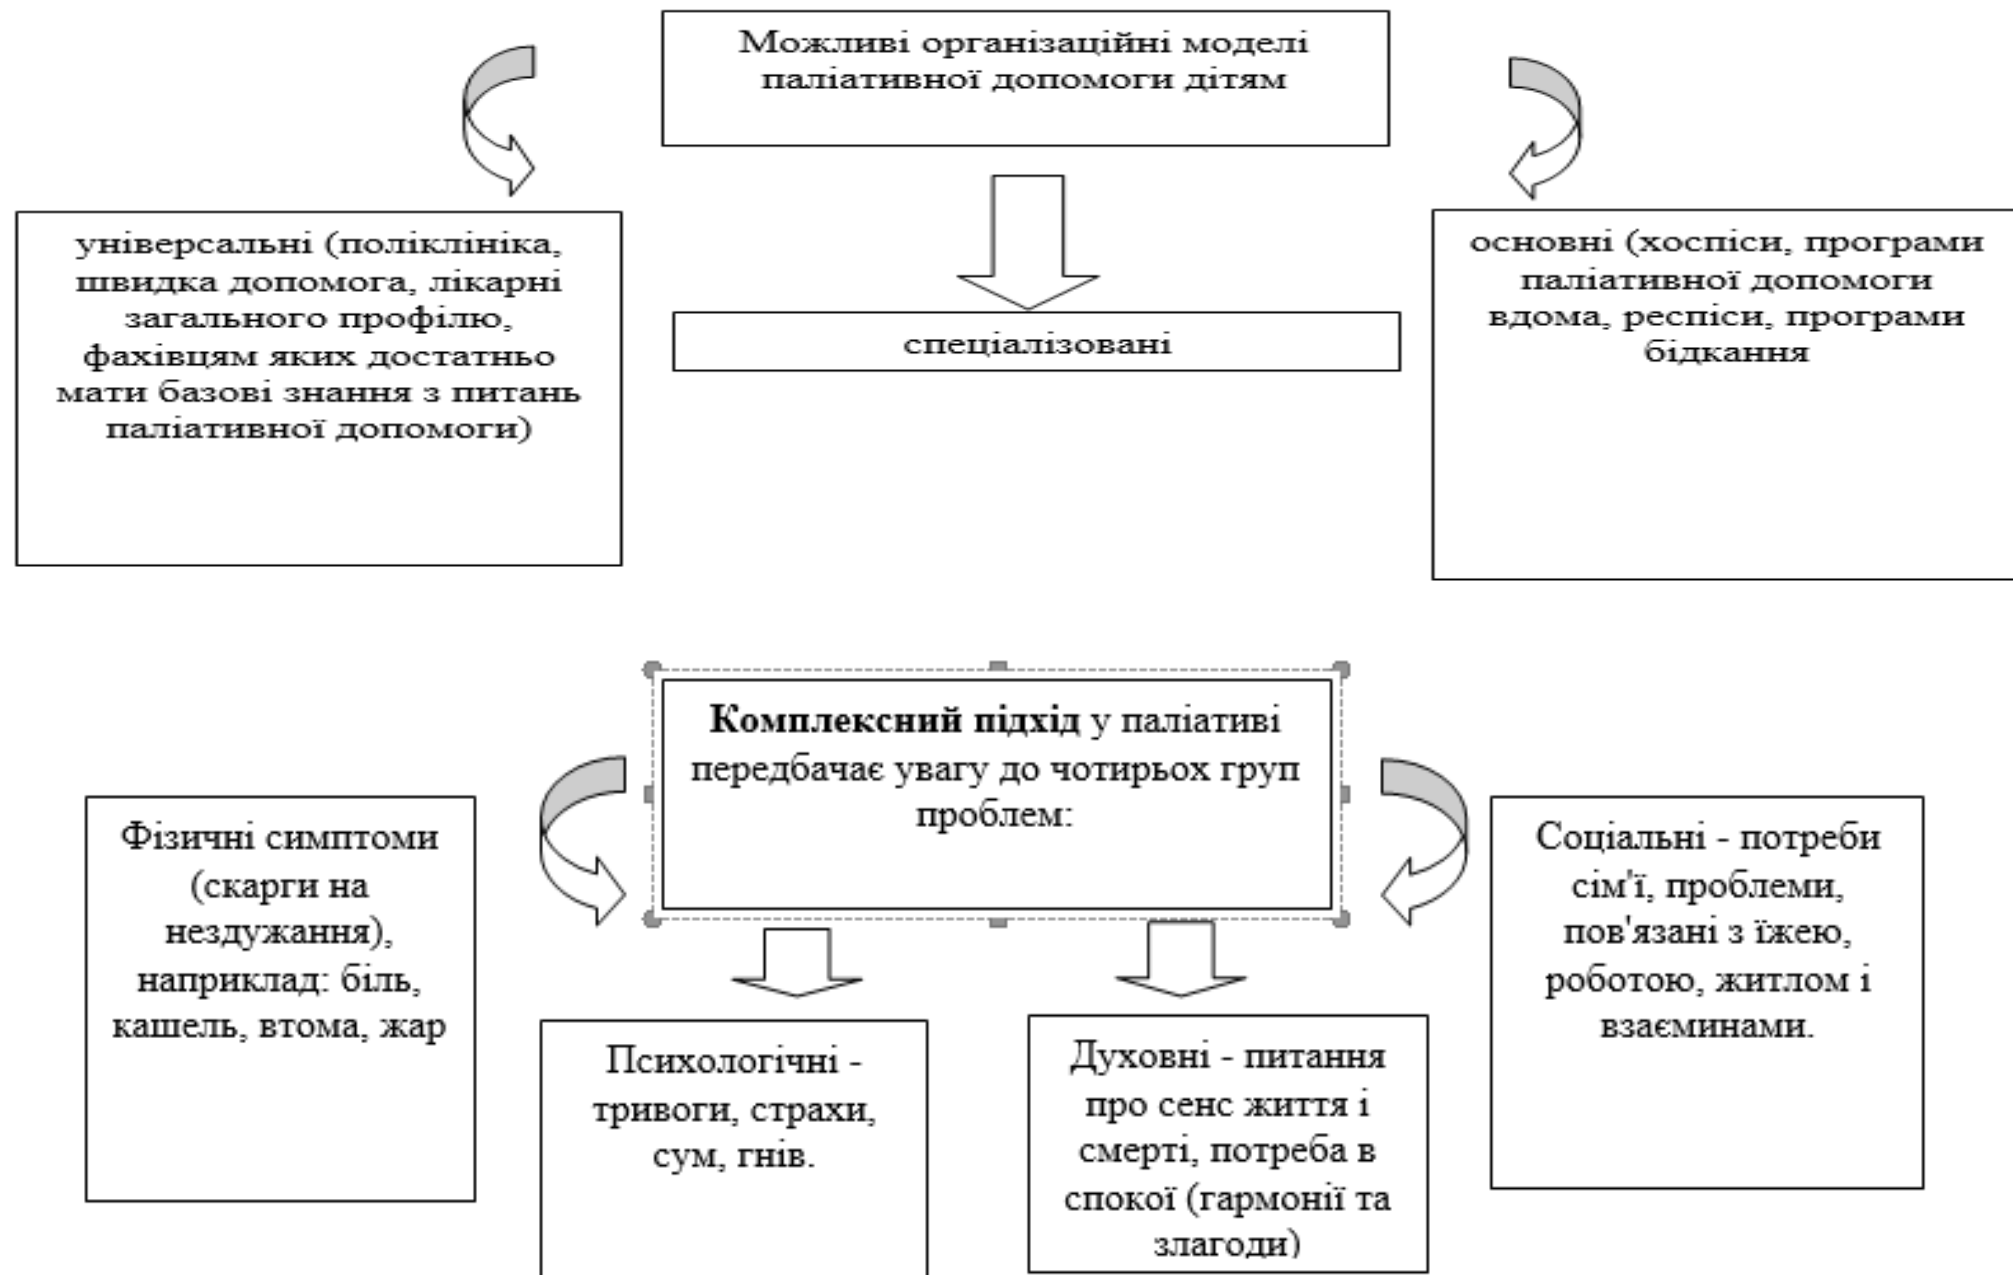 Можливі організаційні моделі
паліативної допомоги дітям
універсальні (поліклініка,
швидка допомога, лікарні
загального профілю,
фахівцям яких достатньо
мати базові знання з питань
паліативної допомоги)
спеціалізовані
основні (хоспіси, програми
паліативної допомоги
вдома, респіси, програми
бідкання
Комплексний підхід у паліативі
передбачає увагу до чотирьох груп
проблем:
Фізичні симптоми
(скарги на
нездужання),
наприклад: біль,
кашель, втома, жар
Психологічні -
тривоги, страхи,
сум, гнів.
Духовні - питання
про сенс життя і
смерті, потреба в
спокої (гармонії та
злагоди)
Соціальні - потреби
сім'ї, проблеми,
пов'язані з їжею,
роботою, житлом і
взаєминами.